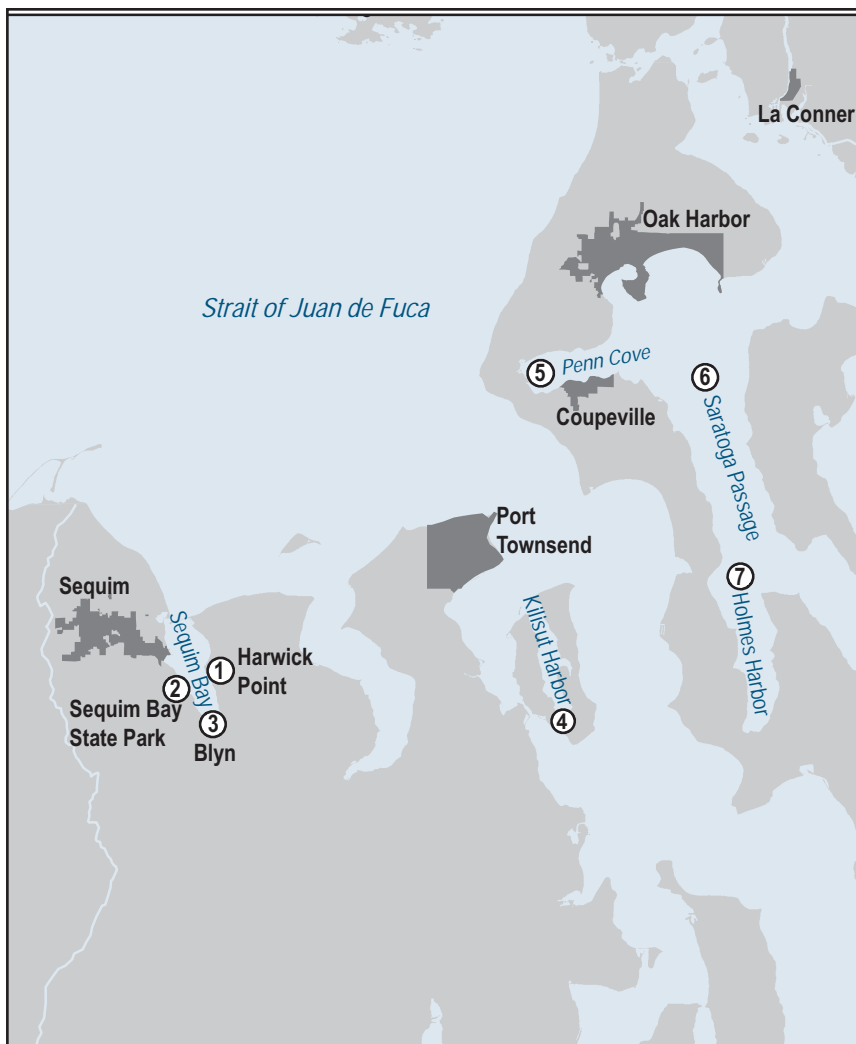 La Conner
Oak Harbor
Strait of Juan de Fuca
5
Penn Cove
6
Coupeville
Saratoga Passage
Port
Townsend
7
Sequim
Sequim Bay
Kilisut Harbor
Holmes Harbor
1
Harwick
Point
2
Sequim Bay
State Park
3
4
Blyn